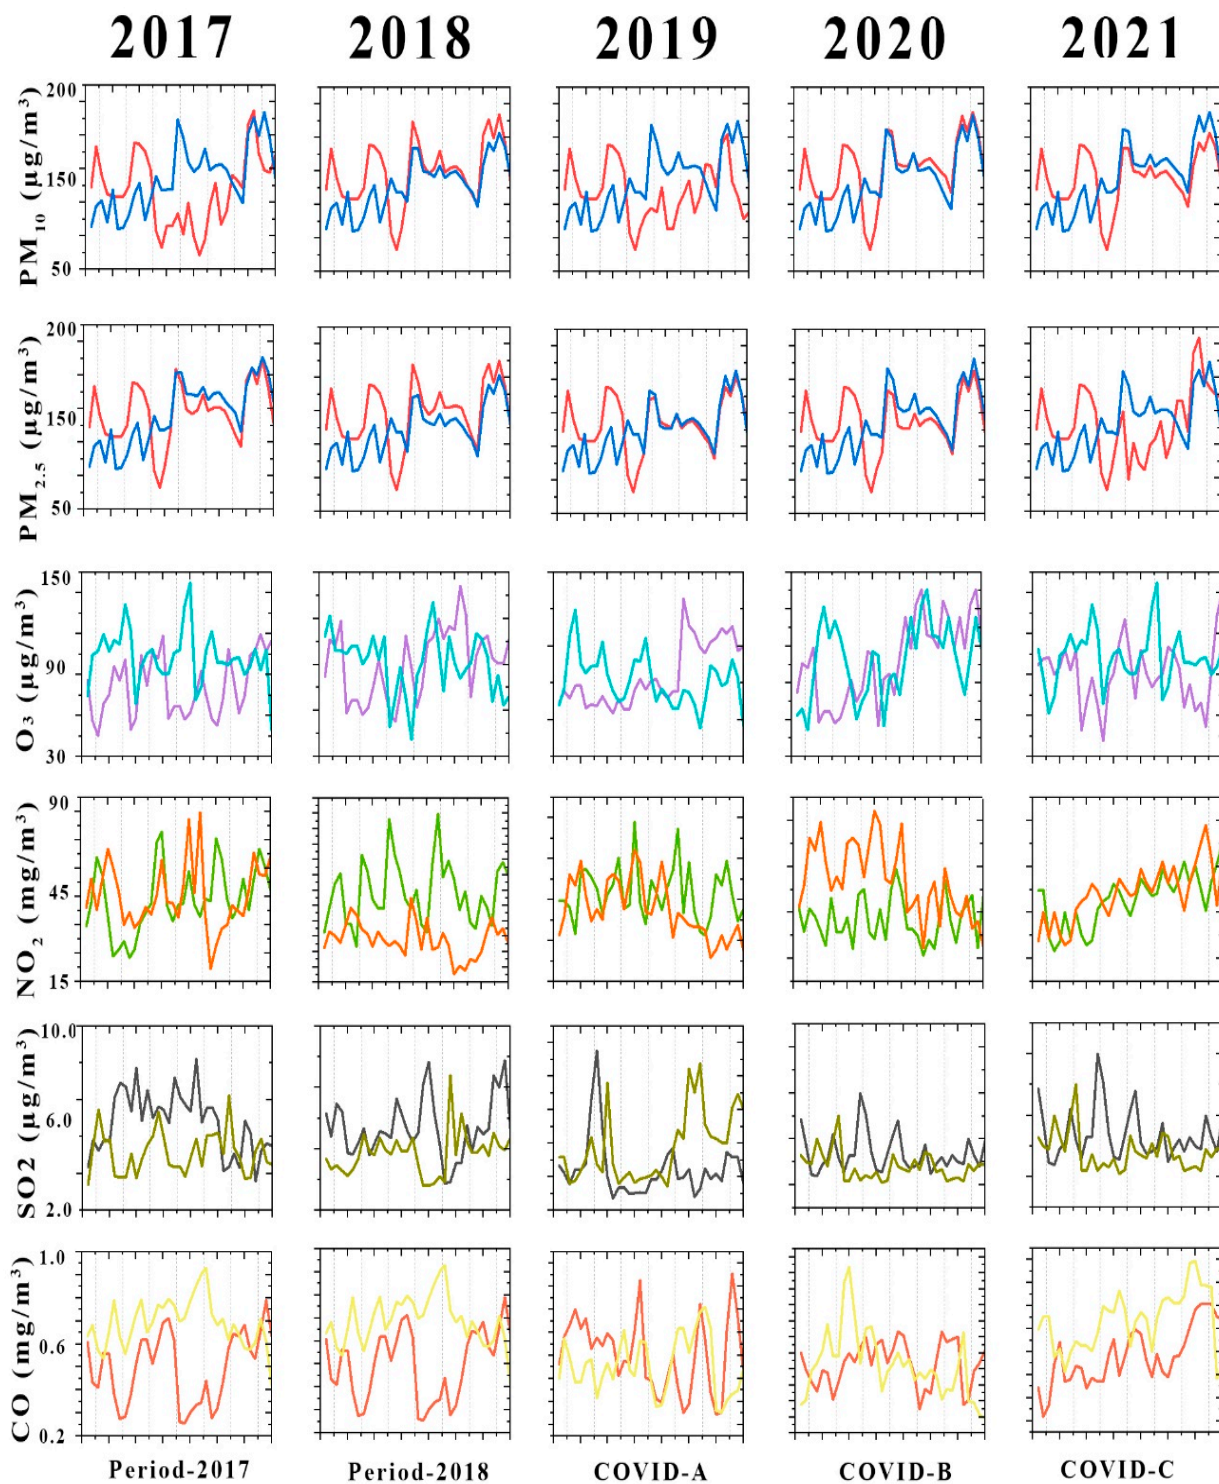 2017 2018 2019 2020 2021
200
PM₁₀ (μg/m³)
150
50
200
PM₂.₅ (μg/m³)
150
50
150
O₃ (μg/m³)
90
30
90
NO₂ (mg/m³)
45
15
10.0
SO2 (μg/m³)
6.0
2.0
1.0
CO (mg/m³)
0.6
0.2
Period-2017 Period-2018 COVID-A COVID-B COVID-C